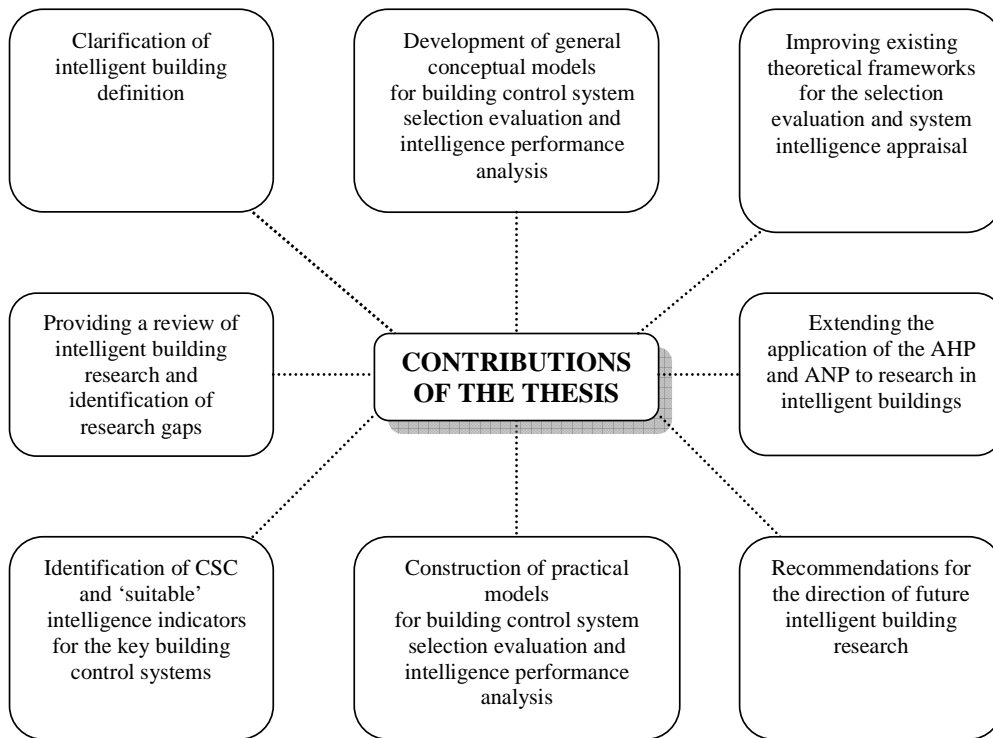 Clarification of
intelligent building
definition
Development of general
conceptual models
for building control system
selection evaluation and
intelligence performance
analysis
Improving existing
theoretical frameworks
for the selection
evaluation and system
intelligence appraisal
Providing a review of
intelligent building
research and
identification of
research gaps
CONTRIBUTIONS
OF THE THESIS
Extending the
application of the AHP
and ANP to research in
intelligent buildings
Identification of CSC
and ‘suitable’
intelligence indicators
for the key building
control systems
Construction of practical
models
for building control system
selection evaluation and
intelligence performance
analysis
Recommendations for
the direction of future
intelligent building
research